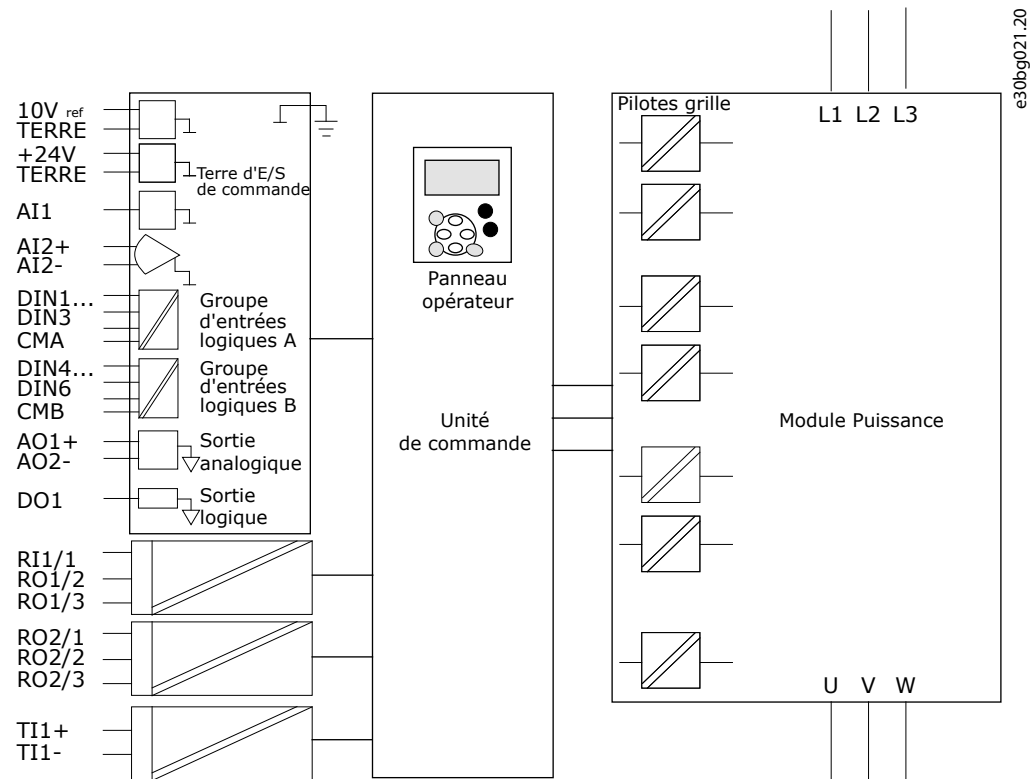 e30bg021.20
10V ref
TERRE
+24V
TERRE
AI1
AI2+
AI2-
DIN1...
DIN3
CMA
DIN4...
DIN6
CMB
AO1+
AO2-
DO1
RI1/1
RO1/2
RO1/3
RO2/1
RO2/2
RO2/3
TI1+
TI1-
Terre d'E/S
de commande
Groupe
d'entrées
logiques A
Groupe
d'entrées
logiques B
Sortie
analogique
Sortie
logique
Panneau
opérateur
Unité
de commande
Pilotes grille
L1 L2 L3
Module Puissance
U V W